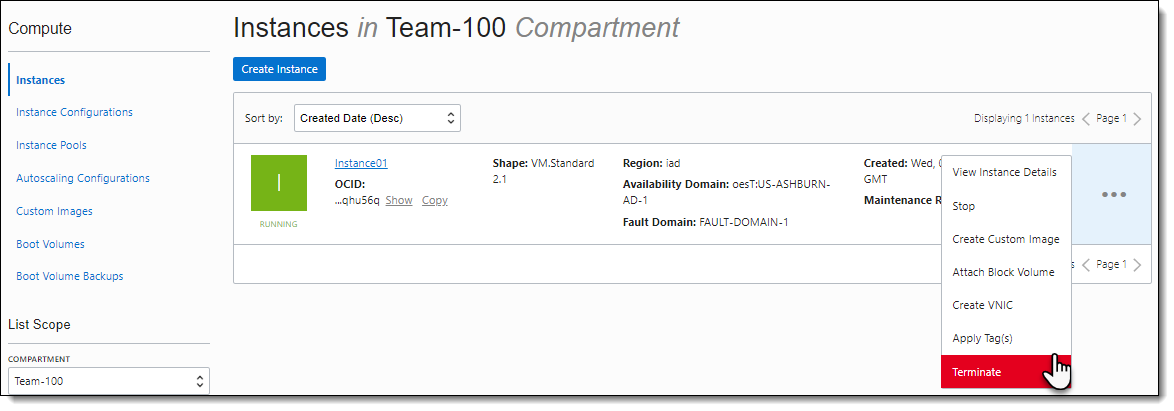 Compute
Instances
Instance Configurations
Instance Pools
Autoscaling Configurations
Custom Images
Boot Volumes
Boot Volume Backups
List Scope
COMPARTMENT
Team-100
Instances in Team-100 Compartment
Create Instance
Sort by: Created Date (Desc)
Displaying 1 Instances Page 1
I
RUNNING
Instance01
OCID:
...qhu56q Show Copy
Shape: VM.Standard
2.1
Region: iad
Availability Domain: oesT:US-ASHBURN-
AD-1
Fault Domain: FAULT-DOMAIN-1
Created: Wed,
GMT
Maintenance R
View Instance Details
Stop
Create Custom Image
Attach Block Volume
Create VNIC
Apply Tag(s)
Terminate
s Page 1